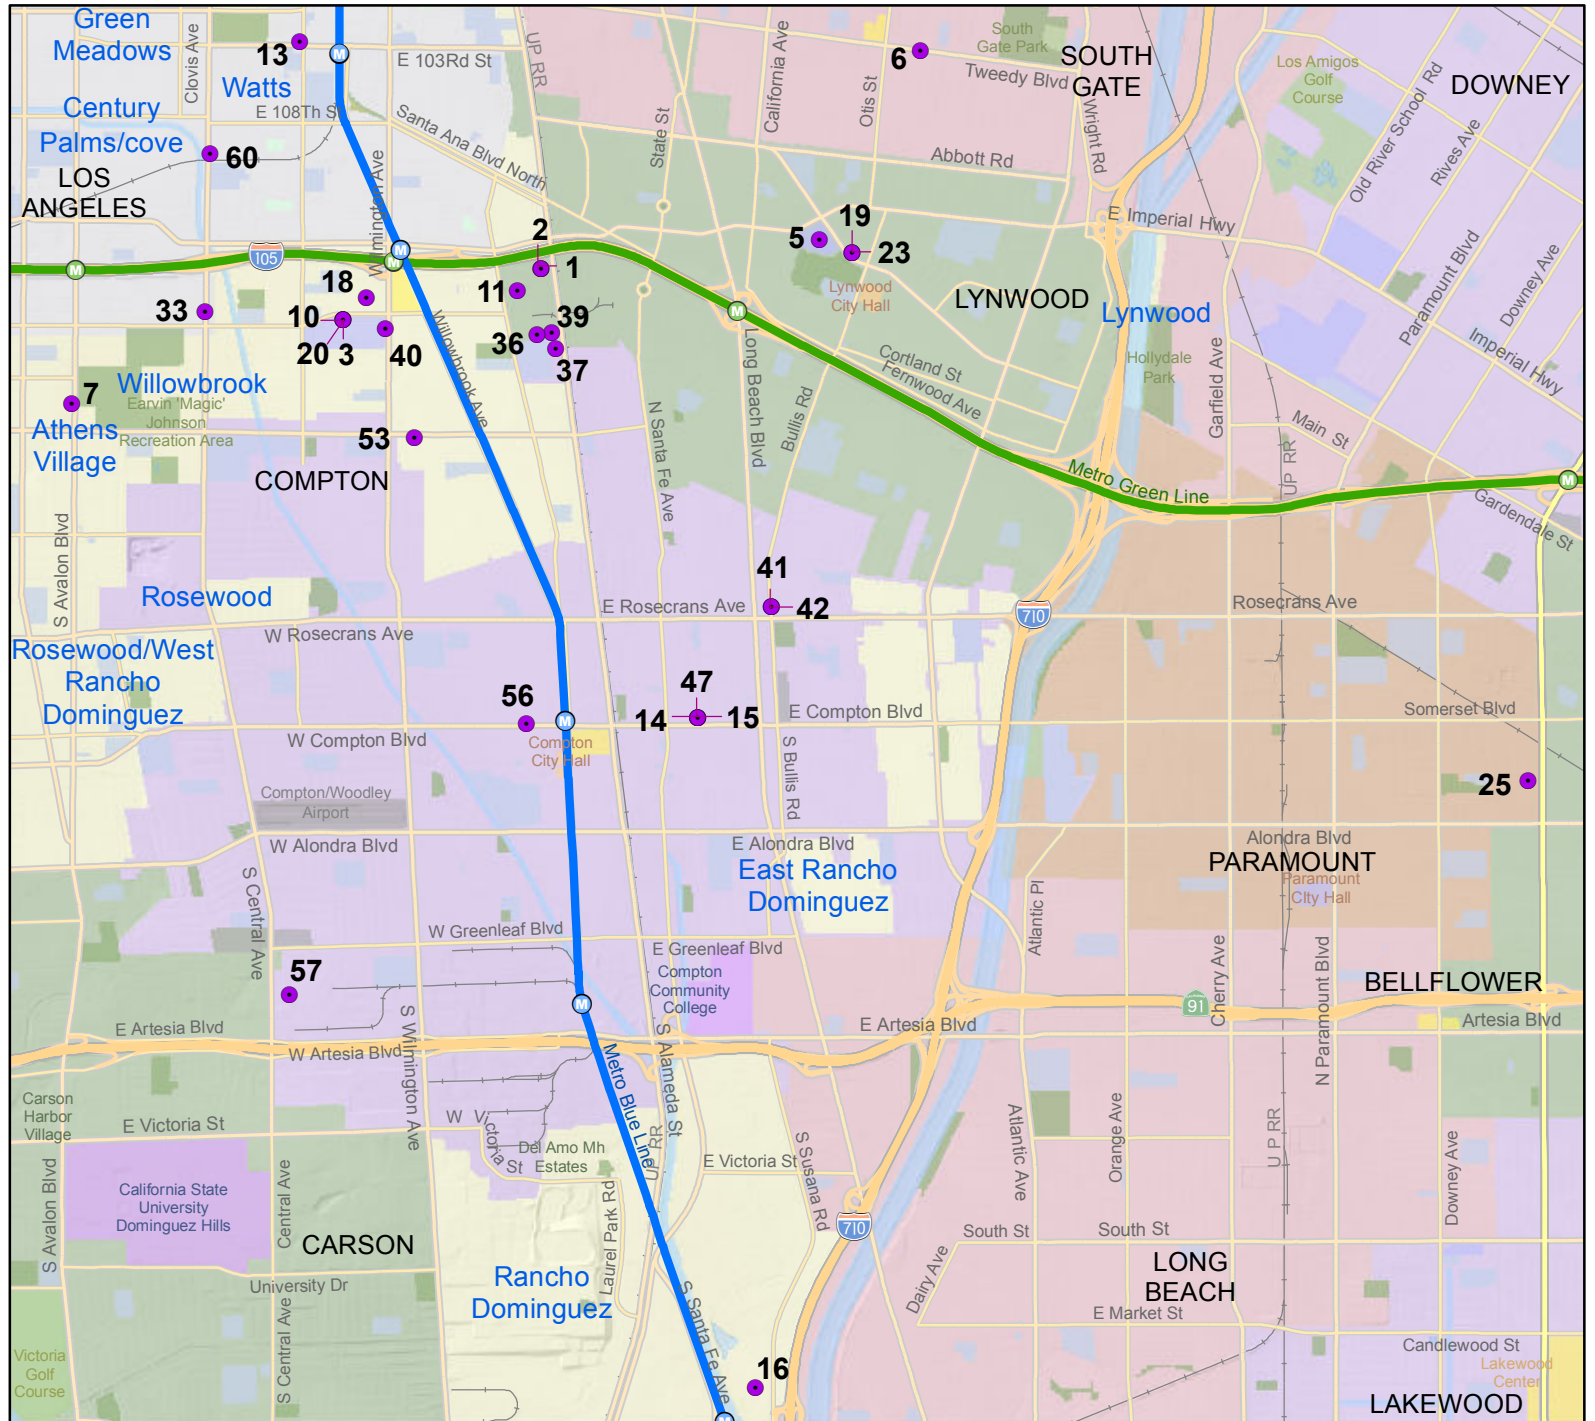 Green
Meadows
13
Clovis Ave
UP RR
E 103Rd St
Watts
E 108Th St
Century
Palms/cove
60
LOS
ANGELES
Santa Ana Blvd North
State St
California Ave
Otis St
6
South
Gate Park
Tweedy Blvd
SOUTH
GATE
Wright Rd
Los Amigos
Golf
Course
DOWNEY
Old River School Rd
Rives Ave
Abbott Rd
E Imperial Hwy
Paramount Blvd
Downey Ave
Imperial Hwy
Wilmington Ave
M
M
M
M
105
2
1
11
5
19
23
Lynwood
City Hall
LYNWOOD
Lynwood
M
18
33
10
20
3
40
36
39
37
Willowbrook Ave
Long Beach Blvd
Cortland St
Fernwood Ave
Hollydale
Park
Garfield Ave
7
Willowbrook
Earvin 'Magic'
Johnson
Recreation Area
Athens
Village
53
COMPTON
N Santa Fe Ave
Bullis Rd
Main St
UP RR
Metro Green Line
M
Gardendale St
S Avalon Blvd
Rosewood
41
42
E Rosecrans Ave
W Rosecrans Ave
710
Rosecrans Ave
Rosewood/West
Rancho
Dominguez
56
M
47
14
15
E Compton Blvd
Somerset Blvd
W Compton Blvd
Compton
City Hall
S Bullis Rd
25
Compton/Woodley
Airport
W Alondra Blvd
E Alondra Blvd
Alondra Blvd
PARAMOUNT
Paramount
City Hall
East Rancho
Dominguez
S Central Ave
Atlantic Pl
W Greenleaf Blvd
E Greenleaf Blvd
Cherry Ave
N Paramount Blvd
57
Compton
Community
College
BELLFLOWER
M
91
E Artesia Blvd
E Artesia Blvd
Artesia Blvd
W Artesia Blvd
S Wilmington Ave
Metro Blue Line
S Alameda St
Carson
Harbor
Village
E Victoria St
W Victoria St
Del Amo Mh
Estates
UP RR
E Victoria St
S Susana Rd
Atlantic Ave
Orange Ave
U P RR
Downey Ave
S Avalon Blvd
California State
University
Dominguez Hills
Central Ave
CARSON
Laurel Park Rd
710
South St
South St
Dairy Ave
LONG
BEACH
University Dr
Rancho
Dominguez
E Market St
S Santa Fe Ave
S Central Ave
Victoria
Golf
Course
16
M
Candlewood St
Lakewood
Center
LAKEWOOD